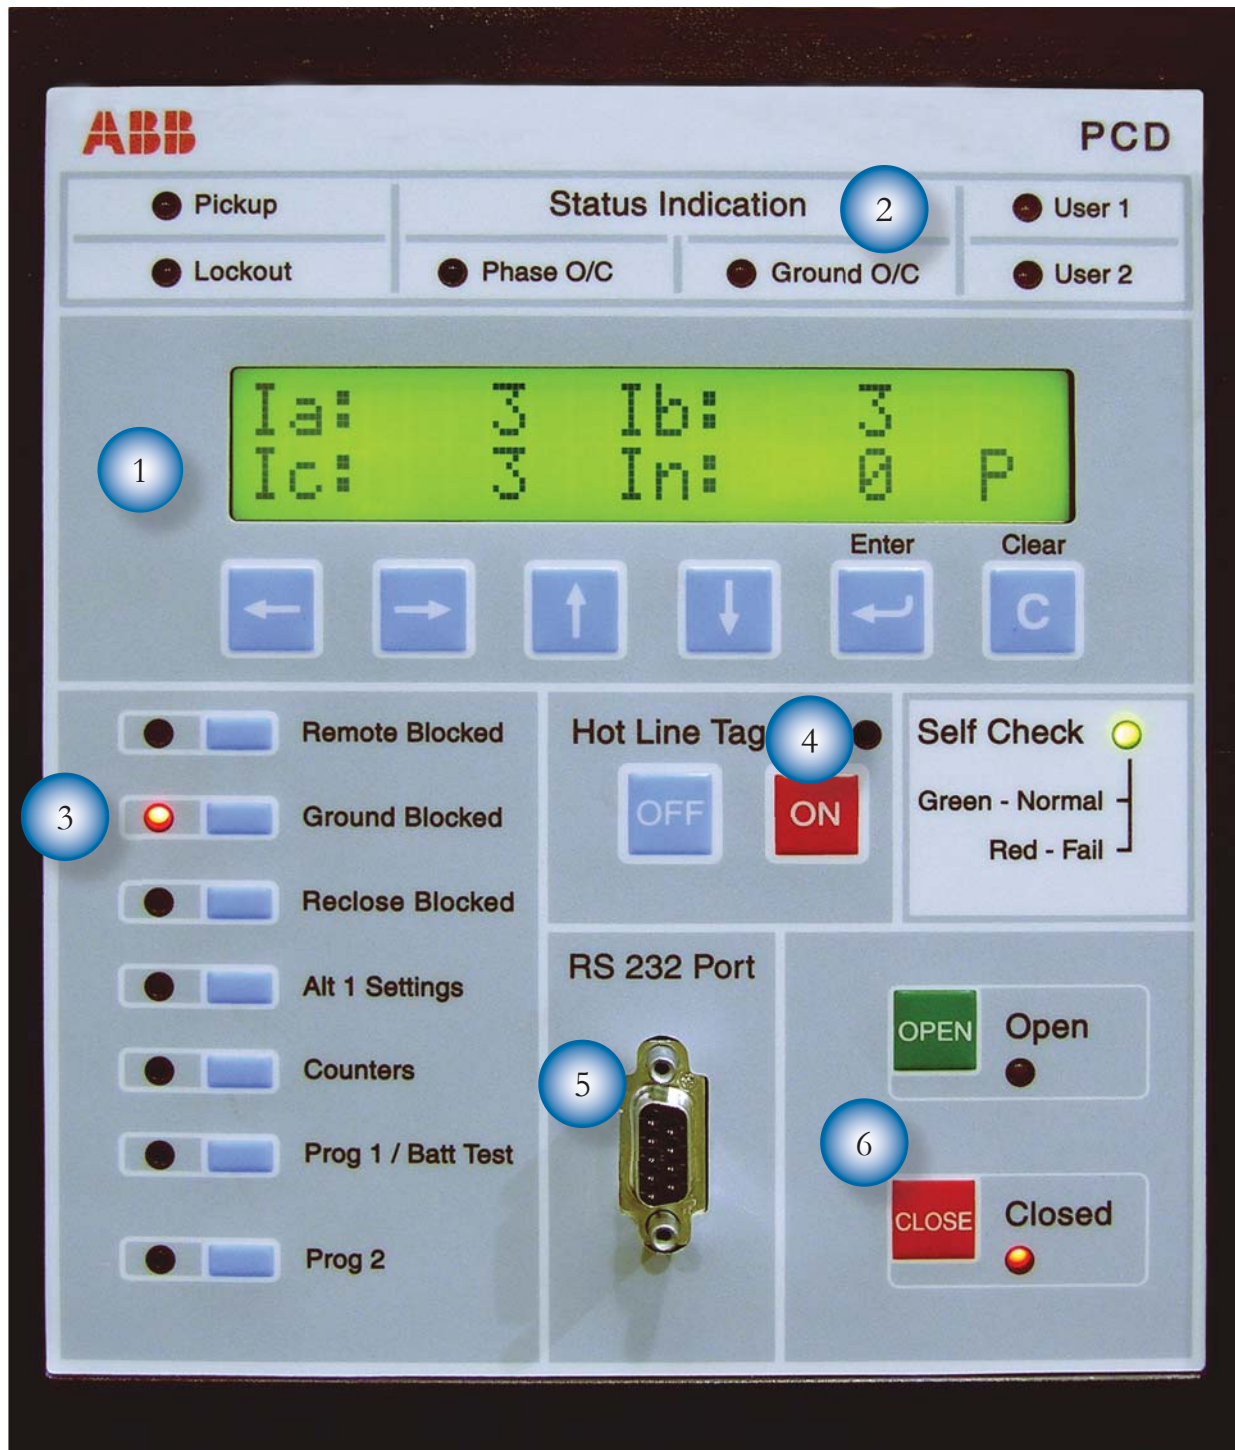 ABB
PCD
Pickup
Status Indication
2
User 1
Lockout
Phase O/C
Ground O/C
User 2
Ia: 3 Ib: 3
Ic: 3 In: 0 P
1
Enter
Clear
C
Remote Blocked
Hot Line Tag
4
Self Check
3
Ground Blocked
OFF
ON
Green - Normal
Red - Fail
Reclose Blocked
RS 232 Port
Alt 1 Settings
OPEN
Open
Counters
5
Prog 1 / Batt Test
6
CLOSE
Closed
Prog 2